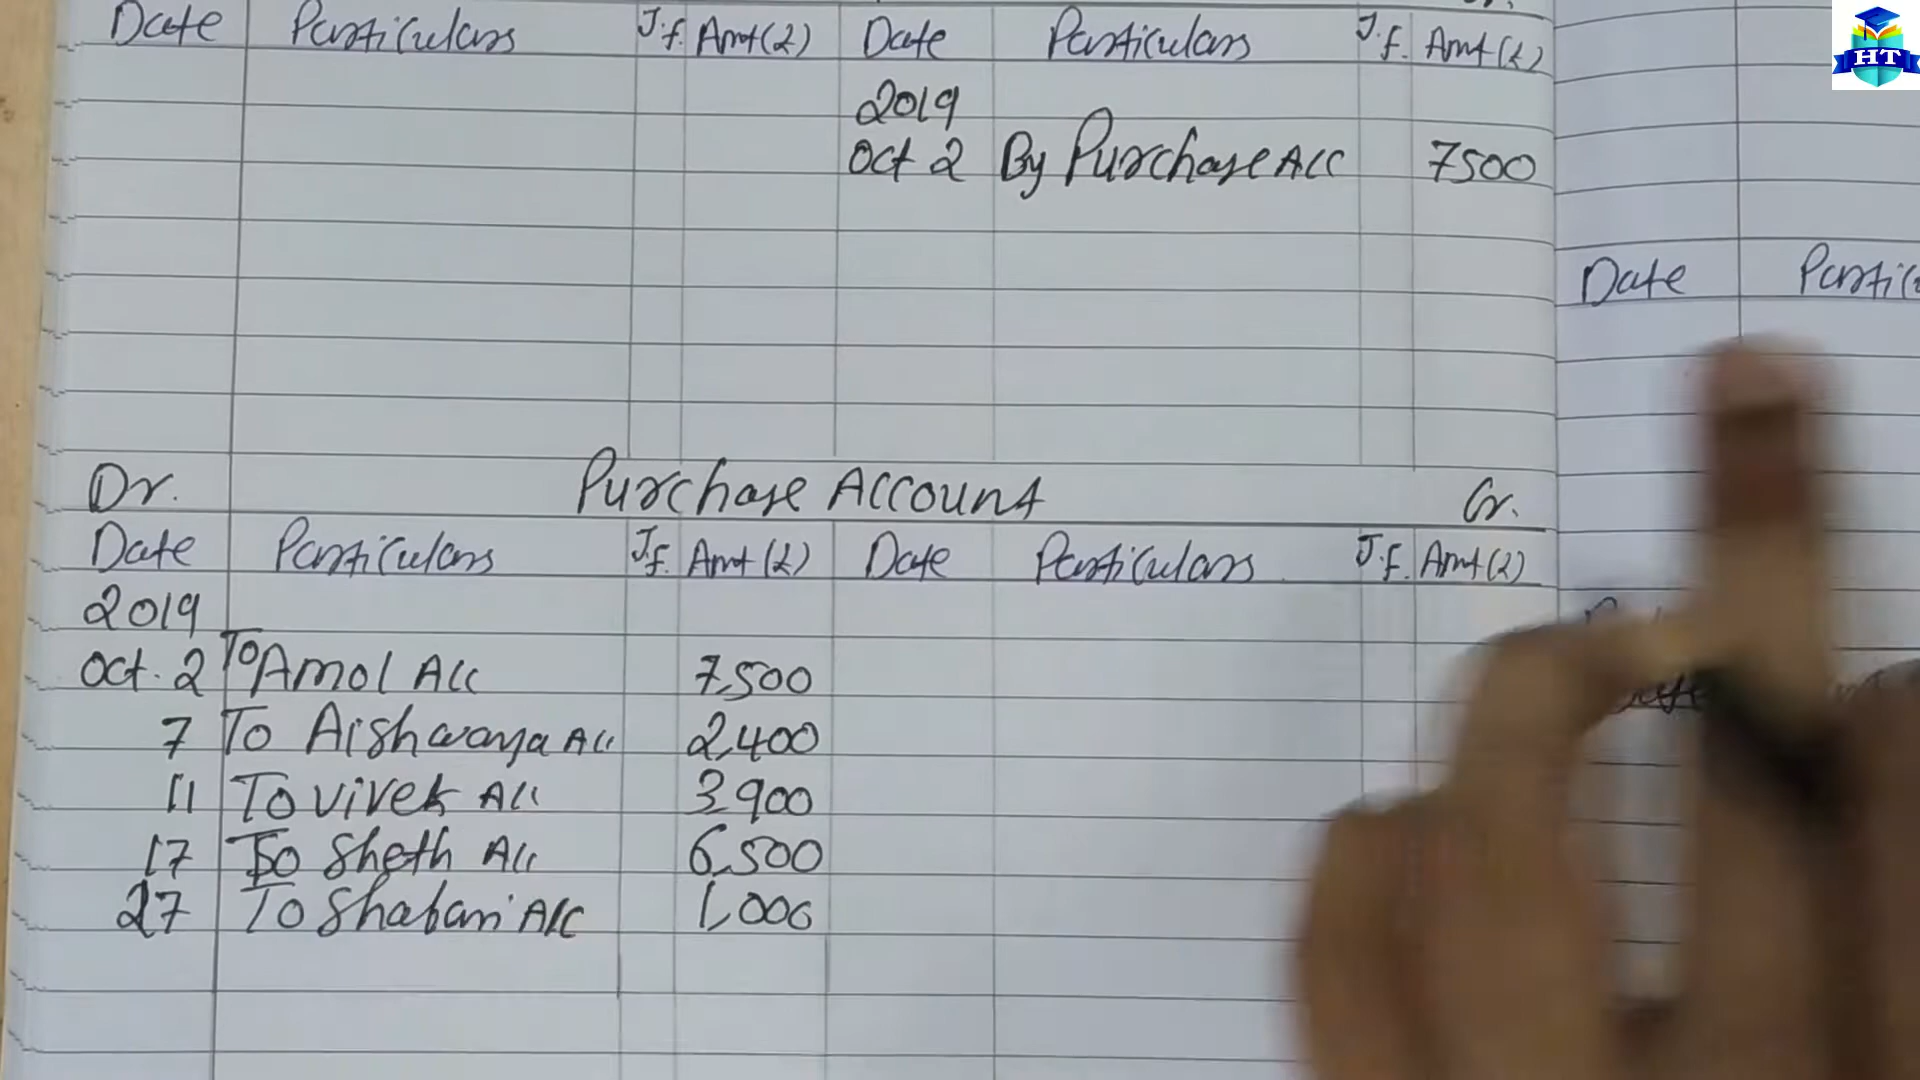 Date Particulars J.f. Amt(₹) Date Particulars J.f. Amt(₹)
2019
Oct 2 By Purchase A/C 7500
Dr. Purchase Account Cr.
Date Particulars J.f. Amt(₹) Date Particulars J.f. Amt(₹)
2019
Oct. 2 To Amol A/C 7,500
7 To Aishwarya A/C 2,400
11 To Vivek A/C 3,900
17 To Sheth A/C 6,500
27 To Shabari A/C 1,000
Date
HT